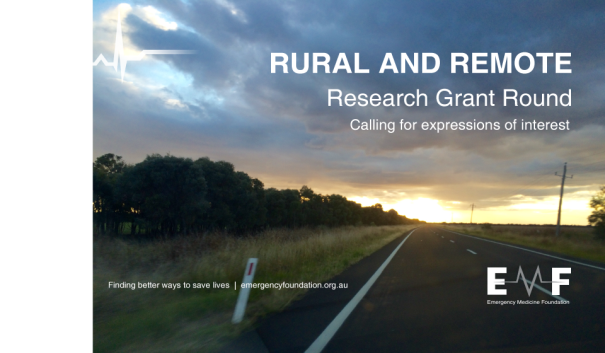 RURAL AND REMOTE
Research Grant Round
Calling for expressions of interest
Finding better ways to save lives | emergencyfoundation.org.au
EMF
Emergency Medicine Foundation